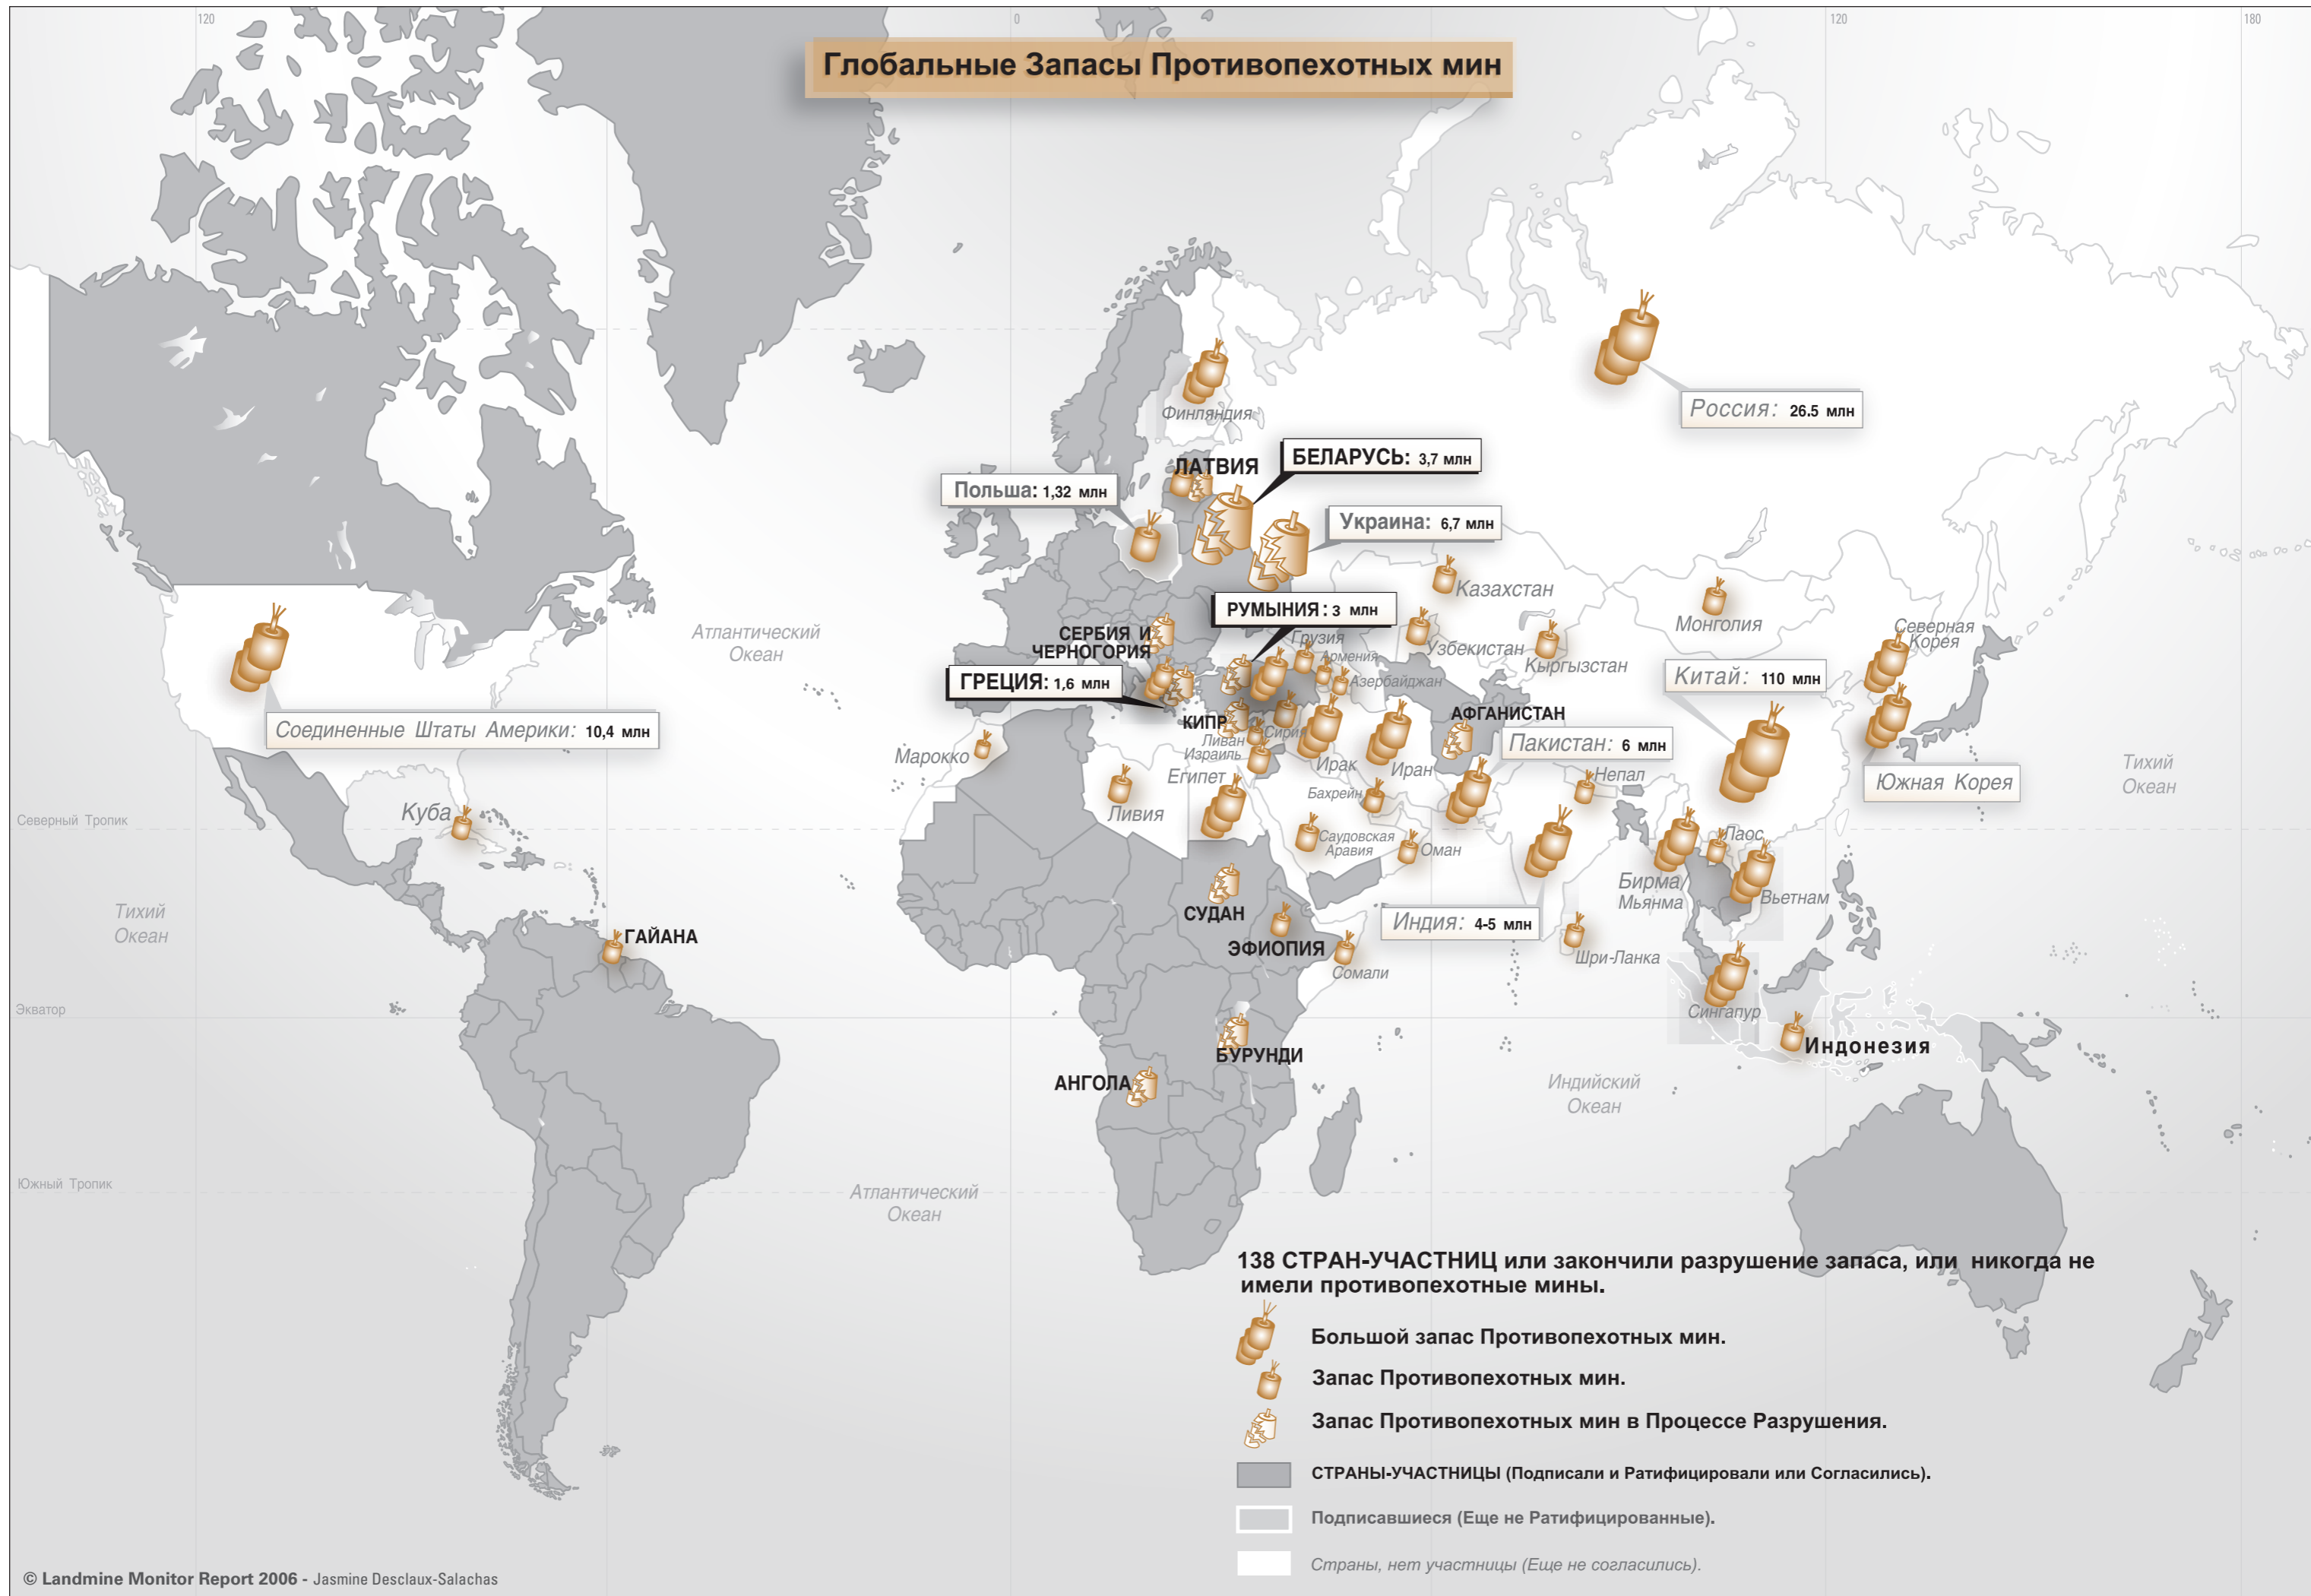 120
0
120
180
Глобальные Запасы Противопехотных мин
Россия: 26.5 млн
Финляндия
ЛАТВИЯ
БЕЛАРУСЬ: 3,7 млн
Польша: 1,32 млн
Украина: 6,7 млн
Казахстан
Монголия
РУМЫНИЯ: 3 млн
Атлантический
Океан
СЕРБИЯ И
ЧЕРНОГОРИЯ
Грузия
Армения
Азербайджан
Узбекистан
Кыргызстан
Северная
Корея
Китай: 110 млн
ГРЕЦИЯ: 1,6 млн
Соединенные Штаты Америки: 10,4 млн
КИПР
Ливан
Сирия
Израиль
АФГАНИСТАН
Пакистан: 6 млн
Марокко
Египет
Ирак
Иран
Непал
Южная Корея
Тихий
Океан
Бахрейн
Куба
Ливия
Северный Тропик
Саудовская
Аравия
Оман
Лаос
Бирма/
Мьянма
Вьетнам
Тихий
Океан
СУДАН
Индия: 4-5 млн
ГАЙАНА
ЭФИОПИЯ
Сомали
Шри-Ланка
Экватор
Сингапур
Индонезия
БУРУНДИ
АНГОЛА
Индийский
Океан
Южный Тропик
Атлантический
Океан
138 СТРАН-УЧАСТНИЦ или закончили разрушение запаса, или никогда не
имели противопехотные мины.
Большой запас Противопехотных мин.
Запас Противопехотных мин.
Запас Противопехотных мин в Процессе Разрушения.
СТРАНЫ-УЧАСТНИЦЫ (Подписали и Ратифицировали или Согласились).
Подписавшиеся (Еще не Ратифицированные).
Страны, нет участницы (Еще не согласились).
© Landmine Monitor Report 2006 - Jasmine Desclaux-Salachas